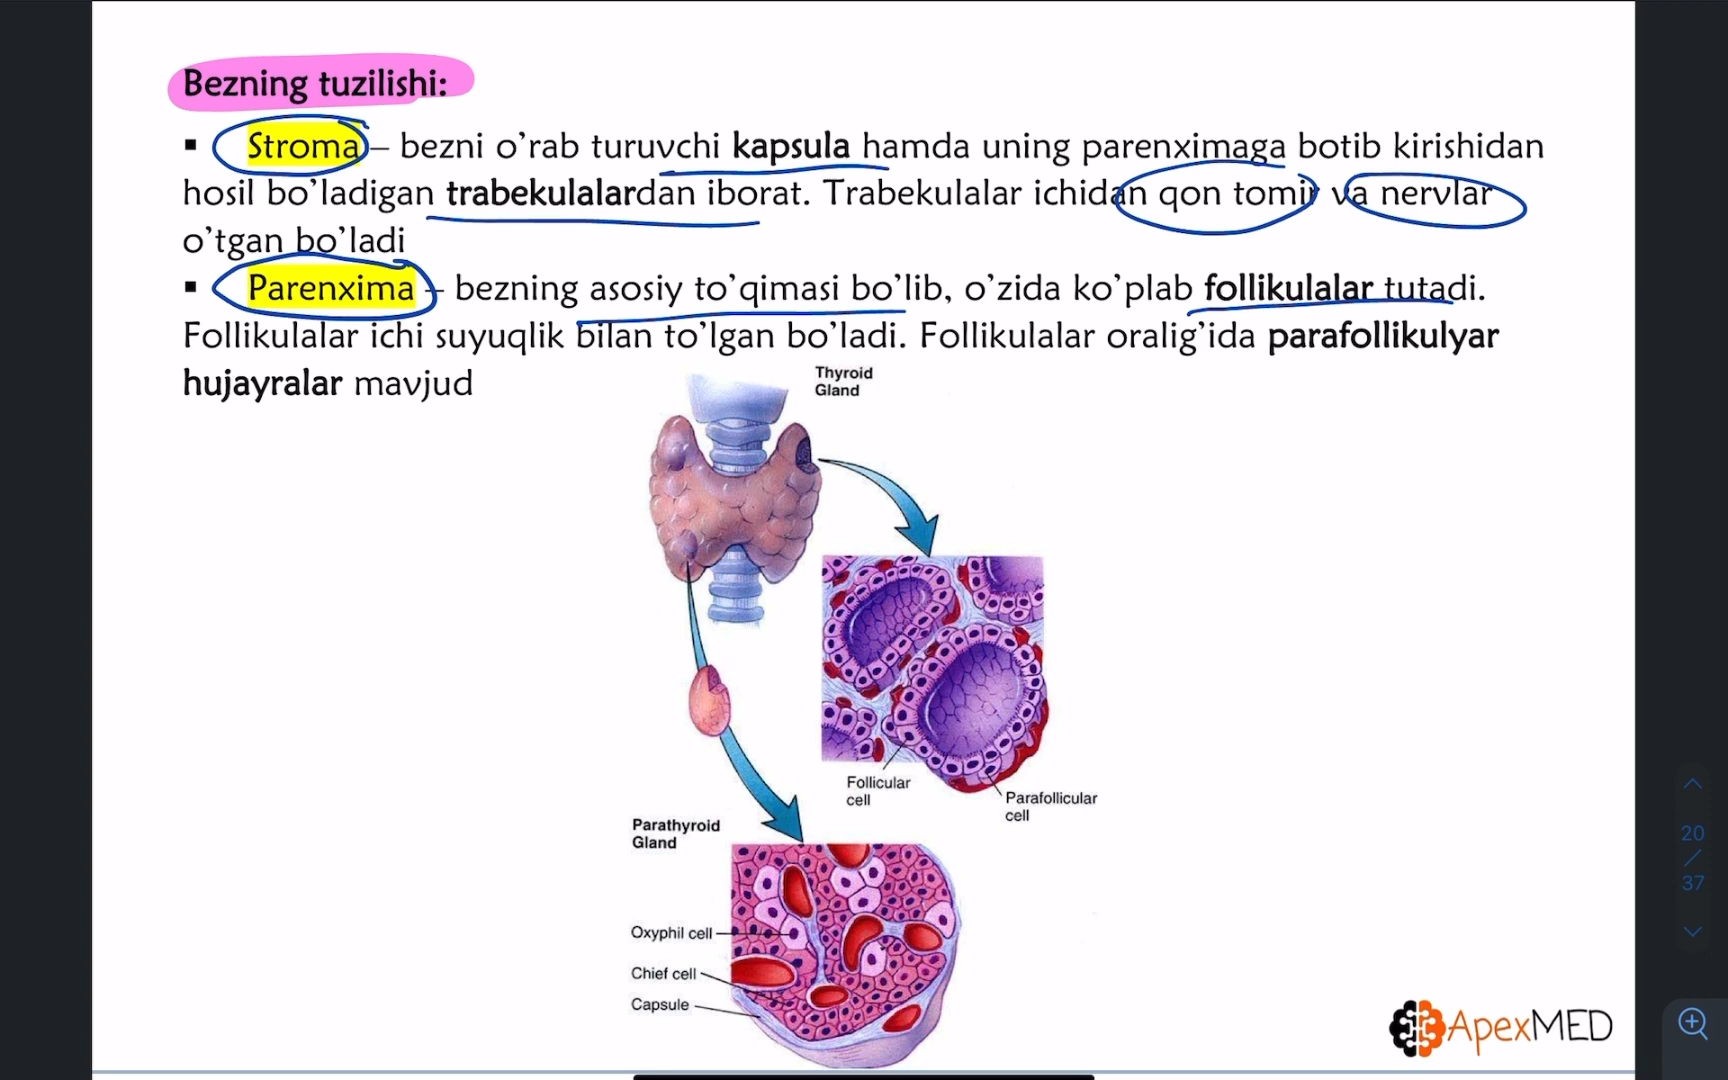 Bezning tuzilishi:
▪ Stroma – bezni o’rab turuvchi kapsula hamda uning parenximaga botib kirishidan
hosil bo’ladigan trabekulalardan iborat. Trabekulalar ichidan qon tomir va nervlar
o’tgan bo’ladi
▪ Parenxima – bezning asosiy to’qimasi bo’lib, o’zida ko’plab follikulalar tutadi.
Follikulalar ichi suyuqlik bilan to’lgan bo’ladi. Follikulalar oralig’ida parafollikulyar
hujayralar mavjud
Thyroid
Gland
Follicular
cell
Parafollicular
cell
Parathyroid
Gland
Oxyphil cell
Chief cell
Capsule
20
/
37
ApexMED